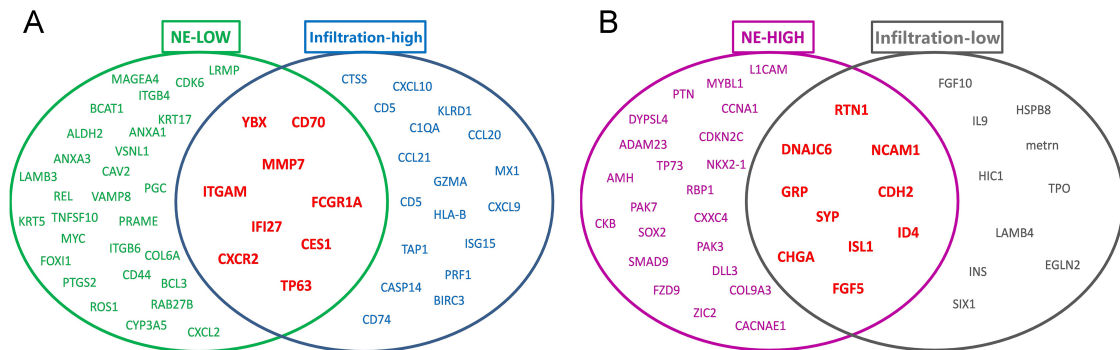 A
NE-LOW
Infiltration-high
LRMP
MAGEA4
CDK6
ITGB4
BCAT1
KRT17
ALDH2
ANXA1
VSNL1
ANXA3
CAV2
LAMB3
PGC
REL
VAMP8
TNFSF10
KRT5
PRAME
MYC
ITGB6
COL6A
FOXI1
CD44
PTGS2
BCL3
RAB27B
ROS1
CYP3A5
CXCL2
YBX
CD70
MMP7
ITGAM
FCGR1A
IFI27
CES1
CXCR2
TP63
CTSS
CXCL10
CD5
KLRD1
C1QA
CCL20
CCL21
MX1
GZMA
CD5
HLA-B
CXCL9
TAP1
ISG15
PRF1
CASP14
BIRC3
CD74
B
NE-HIGH
Infiltration-low
L1CAM
MYBL1
PTN
CCNA1
DYPSL4
CDKN2C
ADAM23
TP73
NKX2-1
AMH
RBP1
PAK7
CXXC4
CKB
SOX2
PAK3
SMAD9
DLL3
FZD9
COL9A3
ZIC2
CACNAE1
RTN1
DNAJC6
NCAM1
GRP
CDH2
SYP
ID4
ISL1
CHGA
FGF5
FGF10
HSPB8
IL9
metrn
HIC1
TPO
LAMB4
EGLN2
INS
SIX1